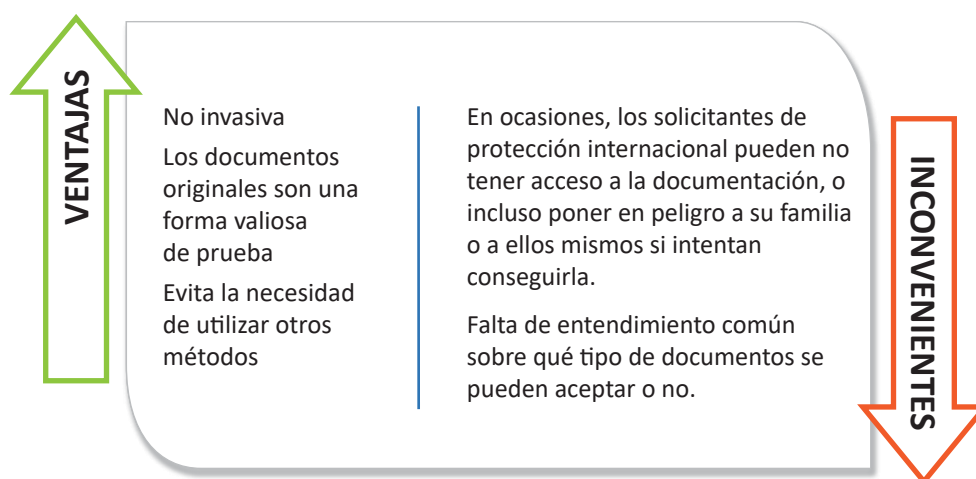 VENTAJAS
No invasiva
Los documentos
originales son una
forma valiosa
de prueba
Evita la necesidad
de utilizar otros
métodos
En ocasiones, los solicitantes de
protección internacional pueden no
tener acceso a la documentación, o
incluso poner en peligro a su familia
o a ellos mismos si intentan
conseguirla.
Falta de entendimiento común
sobre qué tipo de documentos se
pueden aceptar o no.
INCONVENIENTES